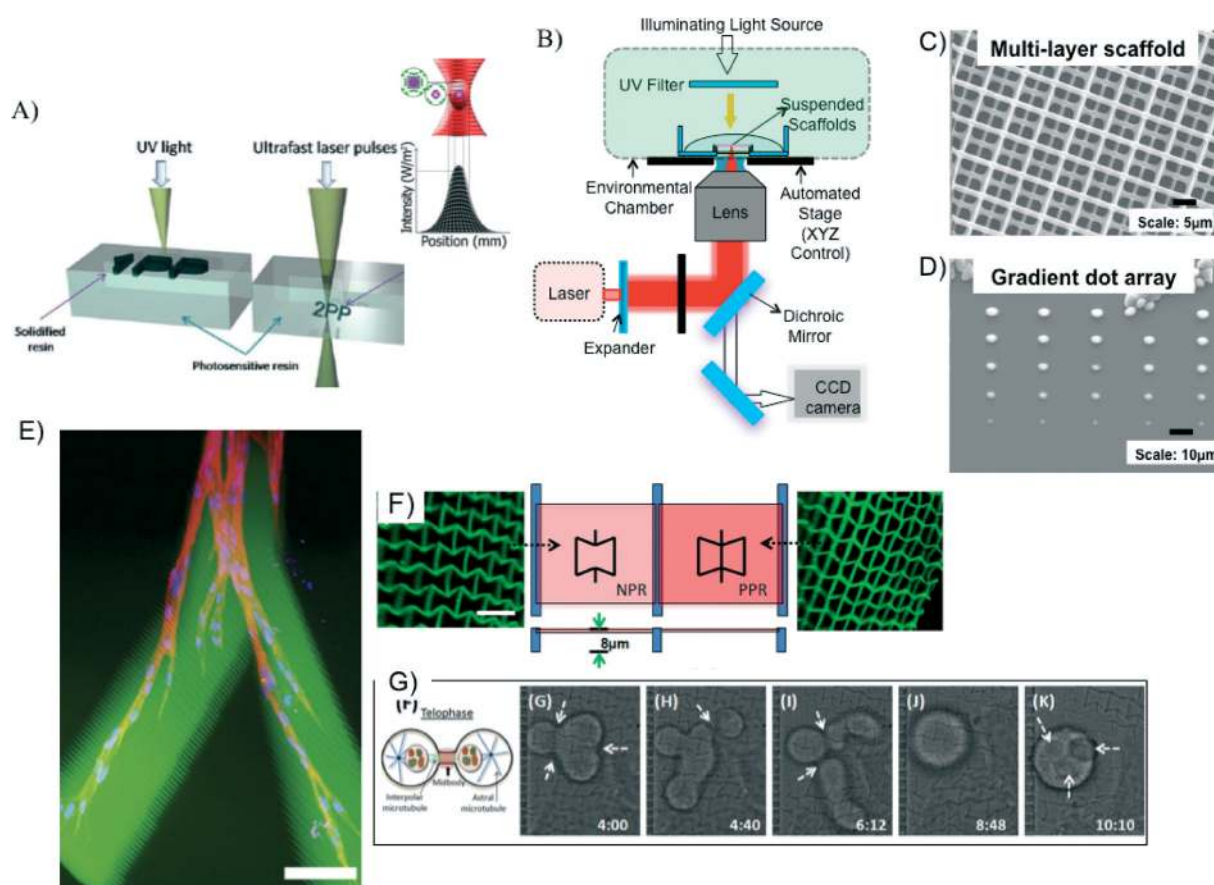 A)
UV light
Ultrafast laser pulses
1PP
2PP
Solidified
resin
Photosensitive resin
Intensity (W/m²)
Position (mm)
B)
Illuminating Light Source
UV Filter
Suspended
Scaffolds
Environmental
Chamber
Lens
Automated
Stage
(XYZ
Control)
Laser
Expander
Dichroic
Mirror
CCD
camera
C)
Multi-layer scaffold
Scale: 5μm
D)
Gradient dot array
Scale: 10μm
E)
F)
NPR
PPR
8μm
G)
(F)
Telophase
Midbody
Interpolar
microtubule
Astral
microtubule
(G)
4:00
(H)
4:40
(I)
6:12
(J)
8:48
(K)
10:10